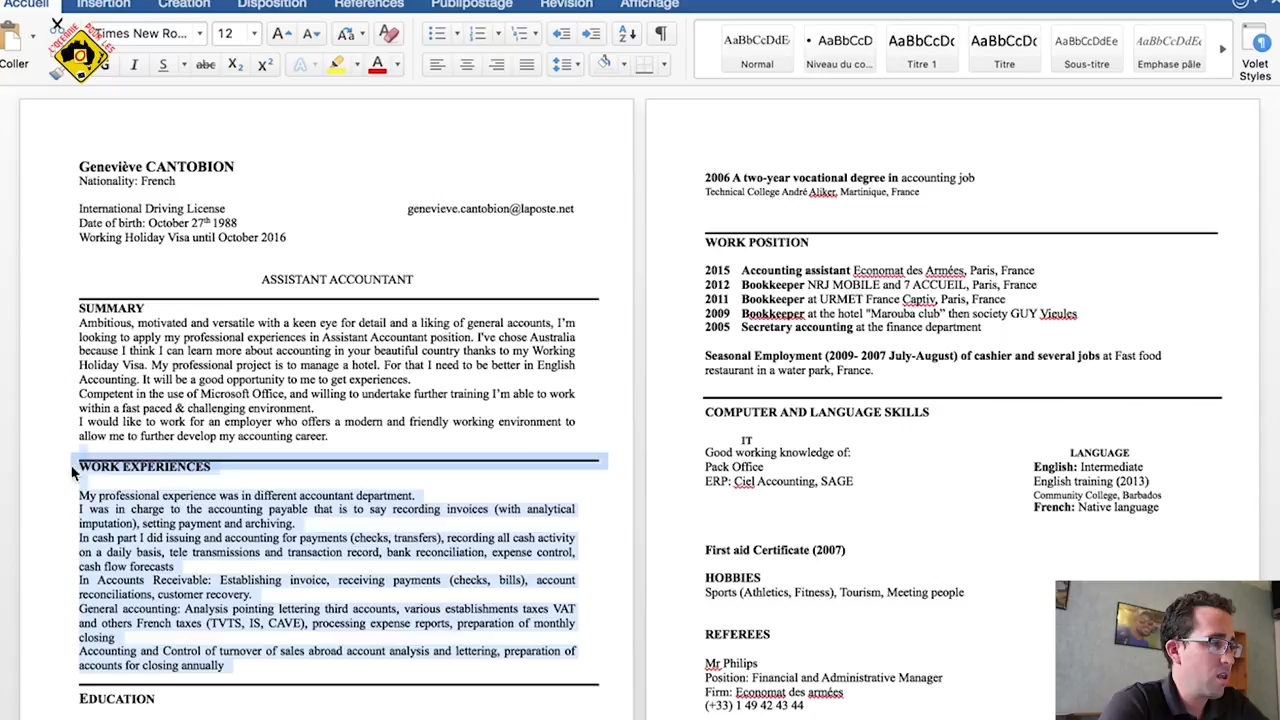 Accueil Insertion Création Disposition Références Publipostage Révision Affichage
Times New Ro... 12
L'AUSTRALIE POUR LES
Coller
I S abc X₂ X² A A
AaBbCcDdE AaBbCcD AaBbCcDc AaBbCcDc AaBbCcDdEe AaBbCcDdEe
Normal Niveau du co... Titre 1 Titre Sous-titre Emphase pâle
Volet
Styles
Geneviève CANTOBION
Nationality: French
International Driving License
genevieve.cantobion@laposte.net
Date of birth: October 27th 1988
Working Holiday Visa until October 2016
ASSISTANT ACCOUNTANT
SUMMARY
Ambitious, motivated and versatile with a keen eye for detail and a liking of general accounts, I'm
looking to apply my professional experiences in Assistant Accountant position. I've chose Australia
because I think I can learn more about accounting in your beautiful country thanks to my Working
Holiday Visa. My professional project is to manage a hotel. For that I need to be better in English
Accounting. It will be a good opportunity to me to get experiences.
Competent in the use of Microsoft Office, and willing to undertake further training I'm able to work
within a fast paced & challenging environment.
I would like to work for an employer who offers a modern and friendly working environment to
allow me to further develop my accounting career.
WORK EXPERIENCES
My professional experience was in different accountant department.
I was in charge to the accounting payable that is to say recording invoices (with analytical
imputation), setting payment and archiving.
In cash part I did issuing and accounting for payments (checks, transfers), recording all cash activity
on a daily basis, tele transmissions and transaction record, bank reconciliation, expense control,
cash flow forecasts
In Accounts Receivable: Establishing invoice, receiving payments (checks, bills), account
reconciliations, customer recovery.
General accounting: Analysis pointing lettering third accounts, various establishments taxes VAT
and others French taxes (TVTS, IS, CAVE), processing expense reports, preparation of monthly
closing
Accounting and Control of turnover of sales abroad account analysis and lettering, preparation of
accounts for closing annually
EDUCATION
2006 A two-year vocational degree in accounting job
Technical College André Aliker, Martinique, France
WORK POSITION
2015 Accounting assistant Economat des Armées, Paris, France
2012 Bookkeeper NRJ MOBILE and 7 ACCUEIL, Paris, France
2011 Bookkeeper at URMET France Captiv, Paris, France
2009 Bookkeeper at the hotel "Marouba club" then society GUY Vieules
2005 Secretary accounting at the finance department
Seasonal Employment (2009- 2007 July-August) of cashier and several jobs at Fast food
restaurant in a water park, France.
COMPUTER AND LANGUAGE SKILLS
IT
Good working knowledge of:
Pack Office
ERP: Ciel Accounting, SAGE
LANGUAGE
English: Intermediate
English training (2013)
Community College, Barbados
French: Native language
First aid Certificate (2007)
HOBBIES
Sports (Athletics, Fitness), Tourism, Meeting people
REFEREES
Mr Philips
Position: Financial and Administrative Manager
Firm: Economat des armées
(+33) 1 49 42 43 44